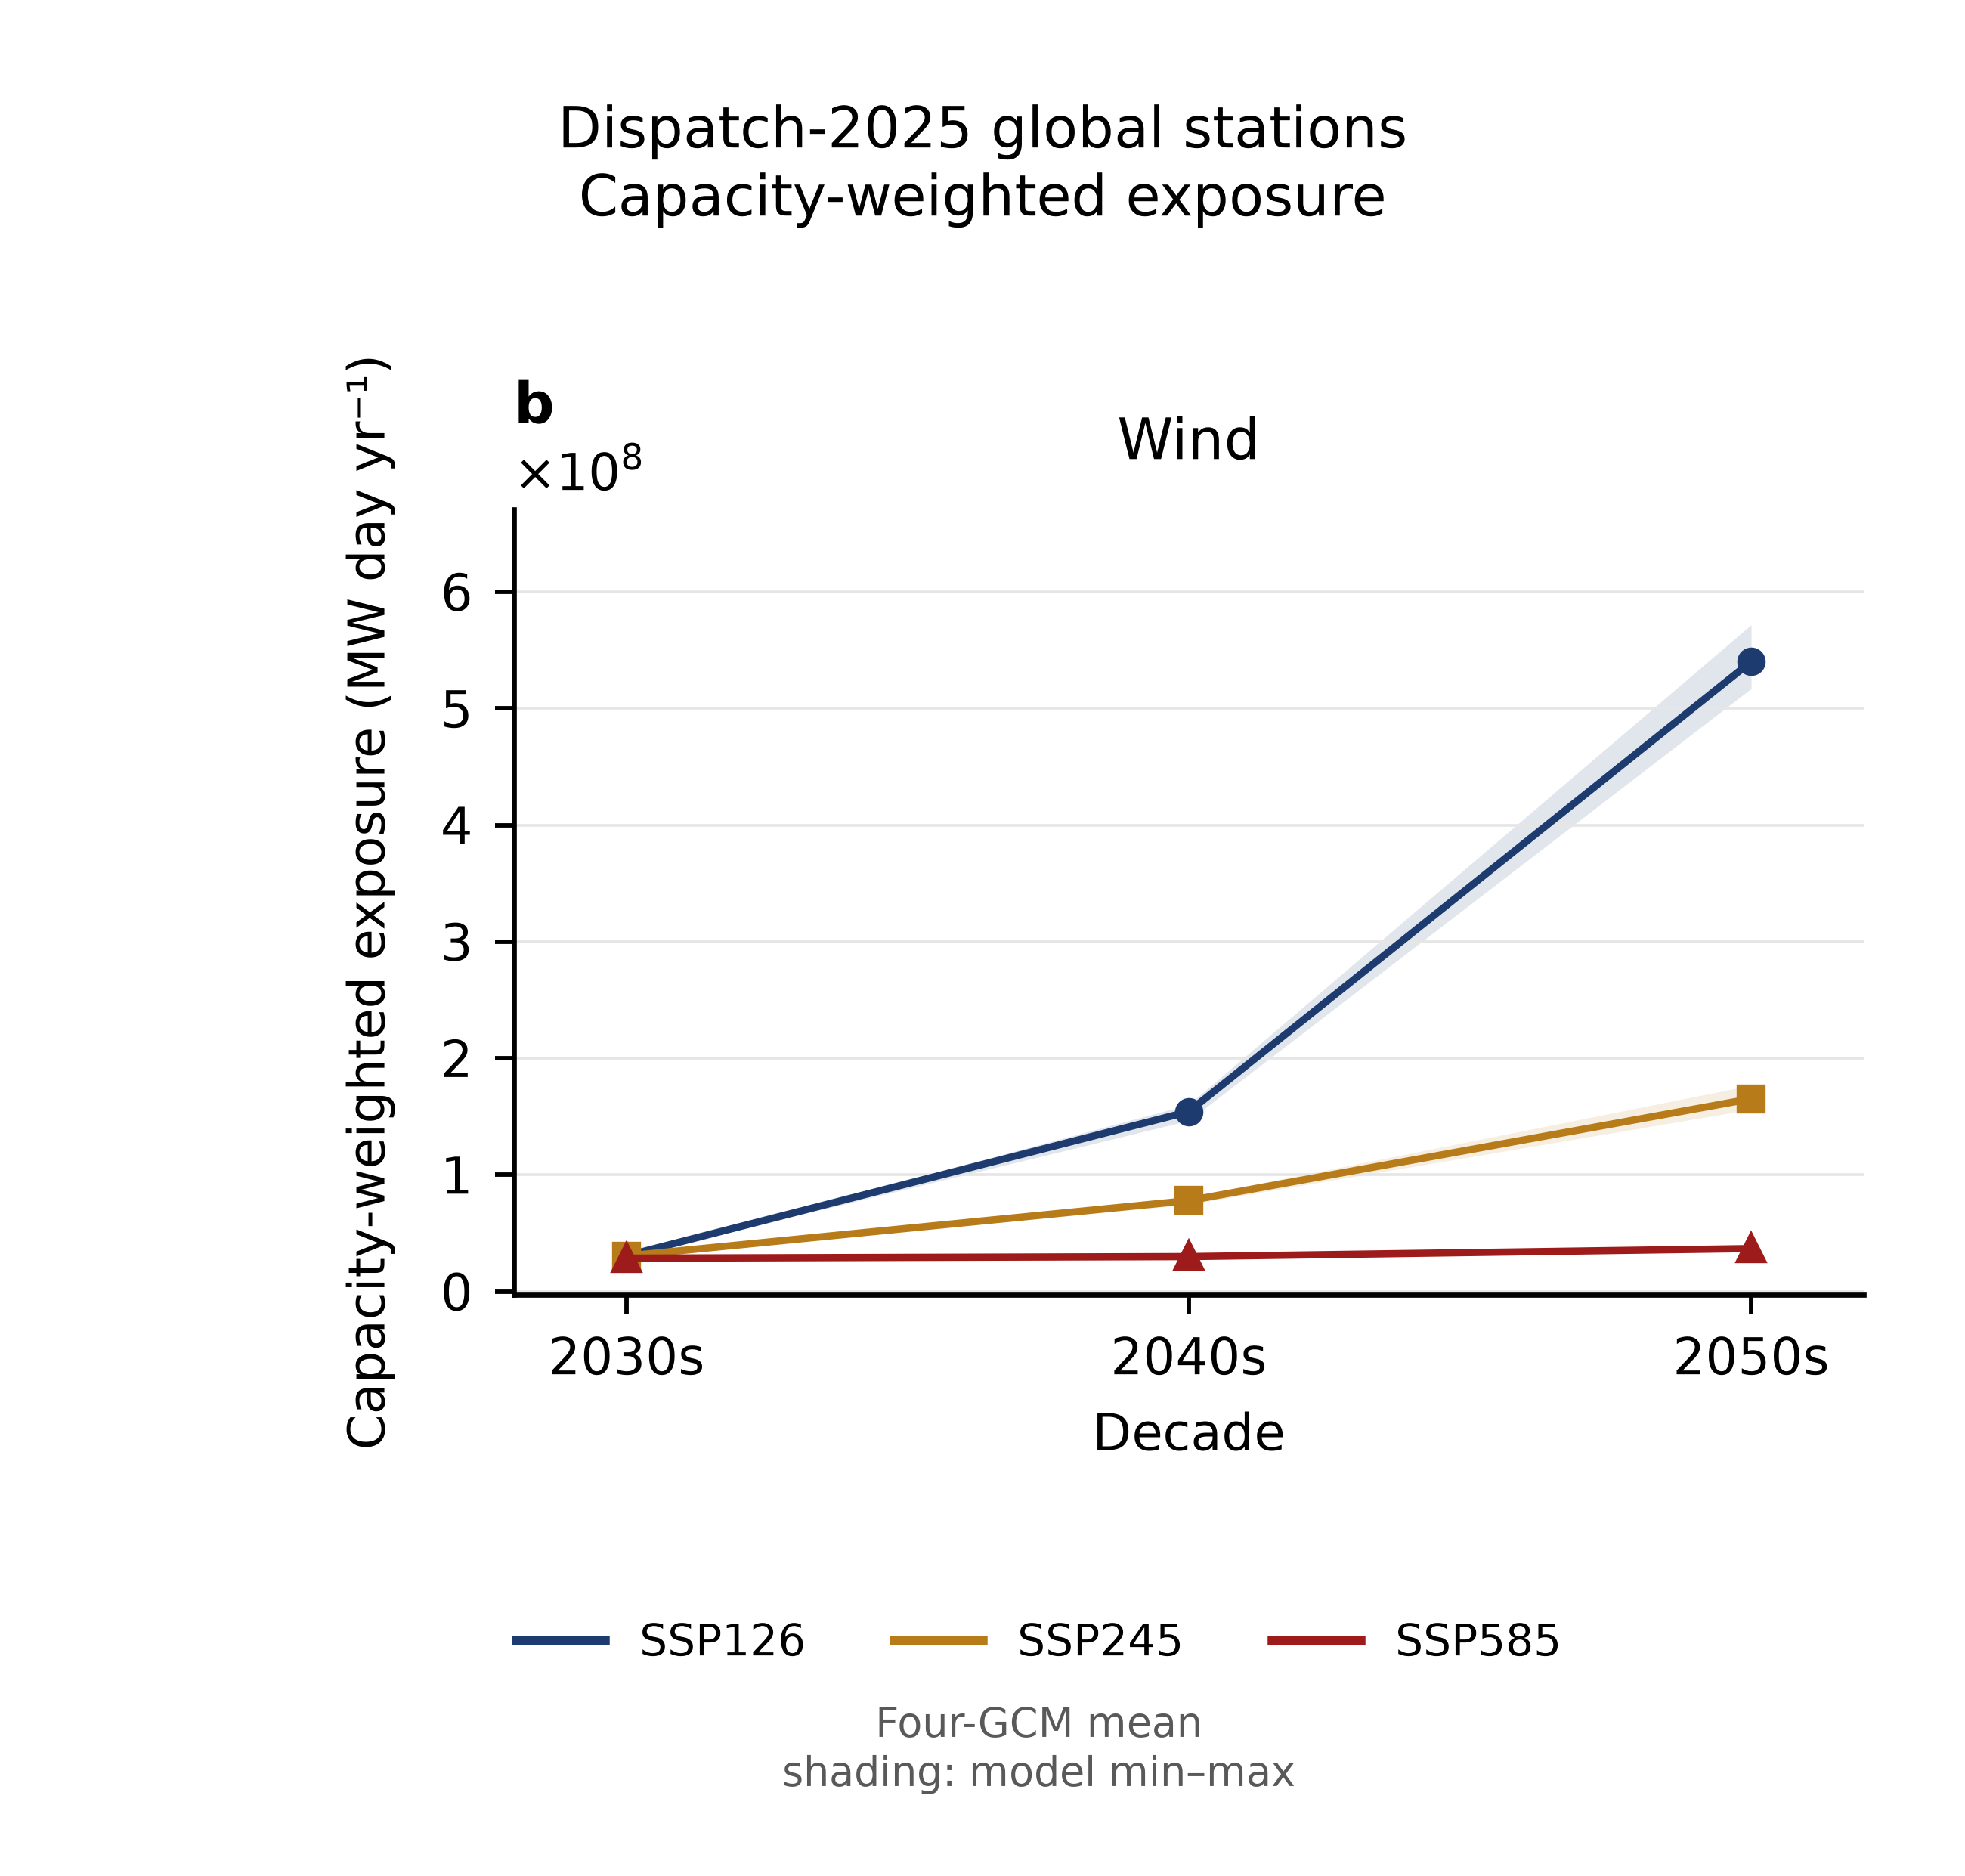 Dispatch-2025 global stations
Capacity-weighted exposure
b
×10⁸
Wind
Capacity-weighted exposure (MW day yr⁻¹)
6
5
4
3
2
1
0
2030s 2040s 2050s
Decade
SSP126 SSP245 SSP585
Four-GCM mean
shading: model min–max